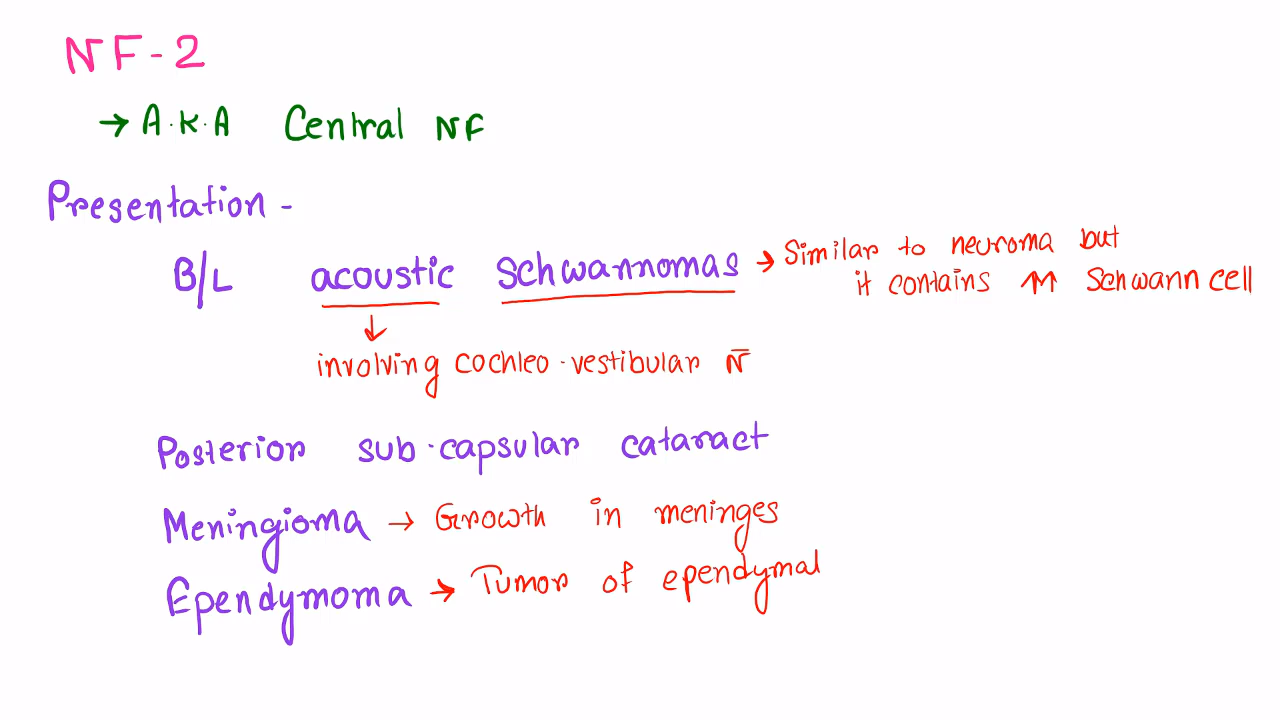 NF-2
→ A.K.A Central NF
Presentation -
B/L acoustic schwannomas → Similar to neuroma but
it contains ↑↑ Schwann cell
↓
involving cochleo-vestibular N̄
Posterior sub-capsular cataract
Meningioma → Growth in meninges
Ependymoma → Tumor of ependymal